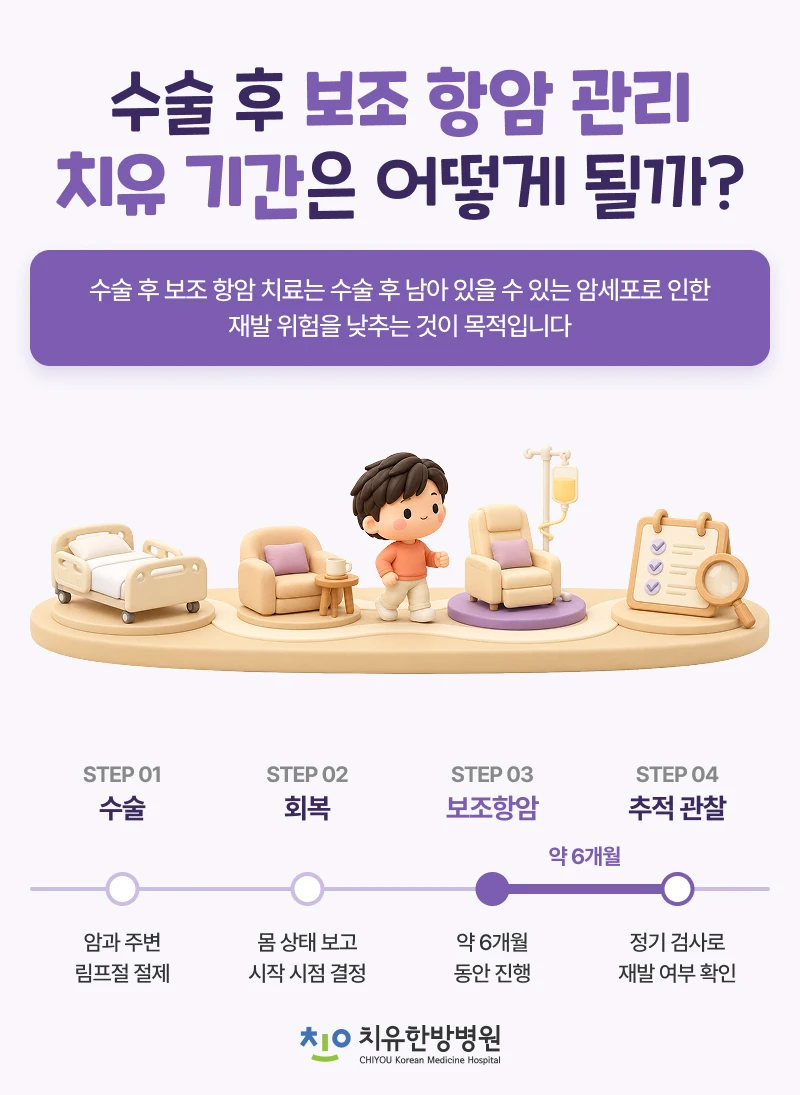 수술 후 보조 항암 관리
치유 기간은 어떻게 될까?
수술 후 보조 항암 치료는 수술 후 남아 있을 수 있는 암세포로 인한
재발 위험을 낮추는 것이 목적입니다
STEP 01
수술
STEP 02
회복
STEP 03
보조항암
STEP 04
추적 관찰
약 6개월
암과 주변
림프절 절제
몸 상태 보고
시작 시점 결정
약 6개월
동안 진행
정기 검사로
재발 여부 확인
치유한방병원
CHIYOU Korean Medicine Hospital